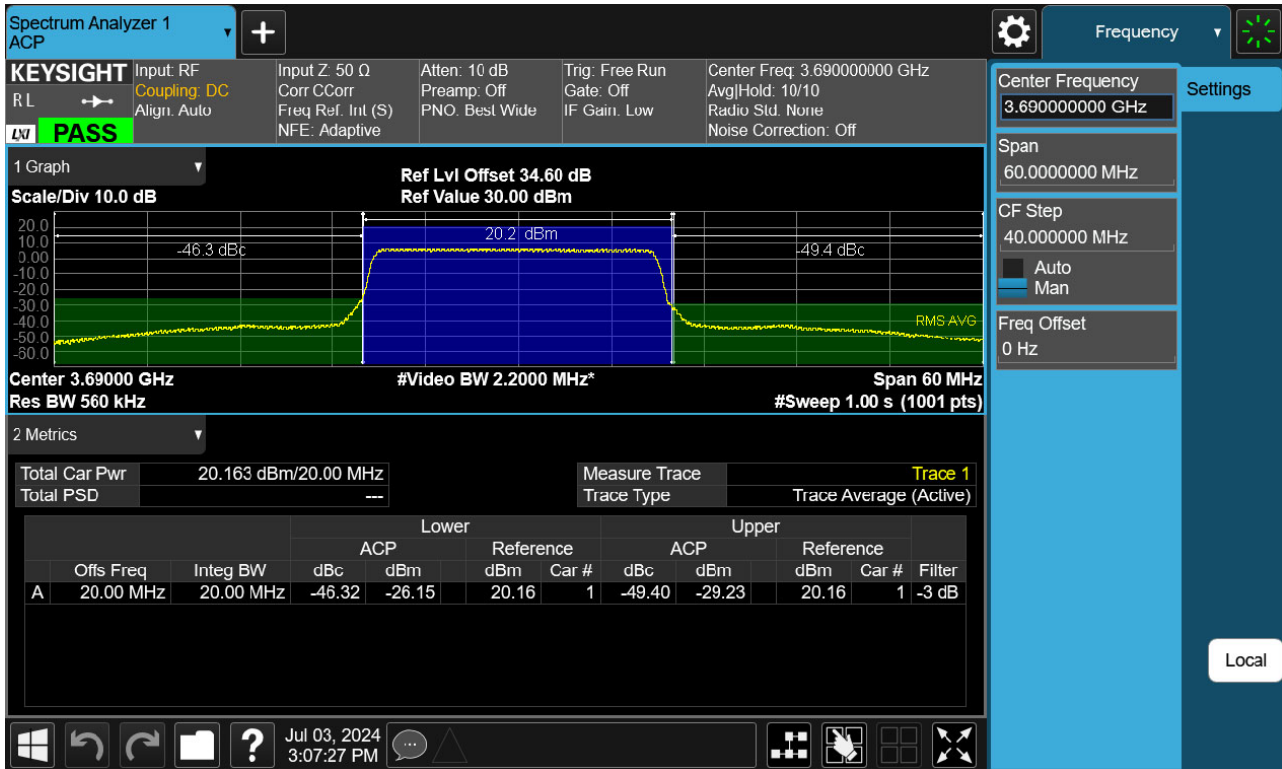 Spectrum Analyzer 1
ACP
+
Frequency
KEYSIGHT
Input: RF
Coupling: DC
Align: Auto
R L
LXI
PASS
Input Z: 50 Ω
Corr CCorr
Freq Ref: Int (S)
NFE: Adaptive
Atten: 10 dB
Preamp: Off
PNO: Best Wide
Trig: Free Run
Gate: Off
IF Gain: Low
Center Freq: 3.690000000 GHz
Avg|Hold: 10/10
Radio Std: None
Noise Correction: Off
Center Frequency
3.690000000 GHz
Settings
Span
60.0000000 MHz
CF Step
40.000000 MHz
Auto
Man
Freq Offset
0 Hz
1 Graph
Scale/Div 10.0 dB
Ref Lvl Offset 34.60 dB
Ref Value 30.00 dBm
20.0
10.0
0.00
-10.0
-20.0
-30.0
-40.0
-50.0
-60.0
-46.3 dBc
20.2 dBm
-49.4 dBc
RMS AVG
Center 3.69000 GHz
#Video BW 2.2000 MHz*
Span 60 MHz
Res BW 560 kHz
#Sweep 1.00 s (1001 pts)
2 Metrics
Total Car Pwr 20.163 dBm/20.00 MHz
Total PSD ---
Measure Trace Trace 1
Trace Type Trace Average (Active)
Lower Upper
ACP Reference ACP Reference
Offs Freq Integ BW dBc dBm dBm Car # dBc dBm dBm Car # Filter
A 20.00 MHz 20.00 MHz -46.32 -26.15 20.16 1 -49.40 -29.23 20.16 1 -3 dB
Local
?
Jul 03, 2024
3:07:27 PM